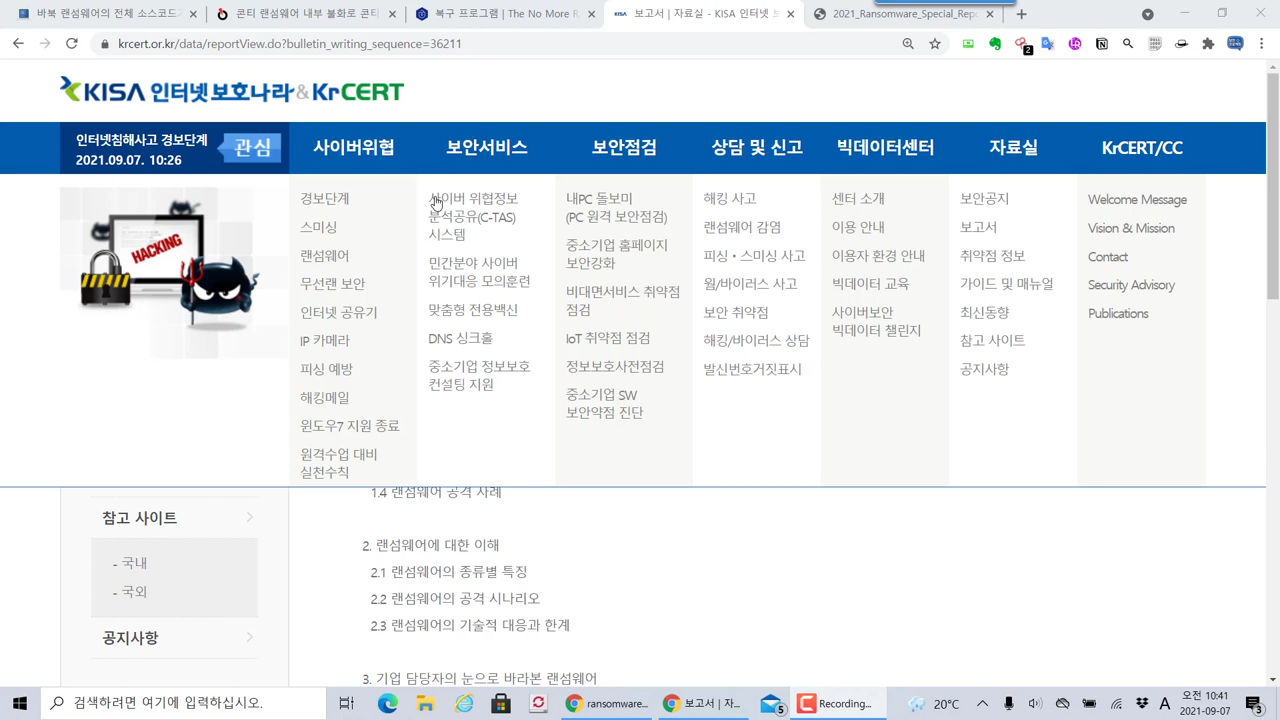 바북 랜섬웨어의 전체 소스코드가
콘티 랜섬웨어 내부 불화로 콘티
복구 프로그램 | The No More R
보고서 | 자료실 - KISA 인터넷 보
2021_Ransomware_Special_Repo
krcert.or.kr/data/reportView.do?bulletin_writing_sequence=36211
2
KISA 인터넷보호나라&KrCERT
인터넷침해사고 경보단계
2021.09.07. 10:26
관심
사이버위협
보안서비스
보안점검
상담 및 신고
빅데이터센터
자료실
KrCERT/CC
HACKING
경보단계
스미싱
랜섬웨어
무선랜 보안
인터넷 공유기
IP 카메라
피싱 예방
해킹메일
윈도우7 지원 종료
원격수업 대비
실천수칙
사이버 위협정보
분석공유(C-TAS)
시스템
민간분야 사이버
위기대응 모의훈련
맞춤형 전용백신
DNS 싱크홀
중소기업 정보보호
컨설팅 지원
내PC 돌보미
(PC 원격 보안점검)
중소기업 홈페이지
보안강화
비대면서비스 취약점
점검
IoT 취약점 점검
정보보호사전점검
중소기업 SW
보안약점 진단
해킹 사고
랜섬웨어 감염
피싱・스미싱 사고
웜/바이러스 사고
보안 취약점
해킹/바이러스 상담
발신번호거짓표시
센터 소개
이용 안내
이용자 환경 안내
빅데이터 교육
사이버보안
빅데이터 챌린지
보안공지
보고서
취약점 정보
가이드 및 매뉴얼
최신동향
참고 사이트
공지사항
Welcome Message
Vision & Mission
Contact
Security Advisory
Publications
참고 사이트
- 국내
- 국외
공지사항
1.4 랜섬웨어 공격 사례
2. 랜섬웨어에 대한 이해
2.1 랜섬웨어의 종류별 특징
2.2 랜섬웨어의 공격 시나리오
2.3 랜섬웨어의 기술적 대응과 한계
3. 기업 담당자의 눈으로 바라본 랜섬웨어
검색하려면 여기에 입력하십시오.
ransomware...
보고서 | 자...
5
Recording...
20°C
A
오전 10:41
2021-09-07
3